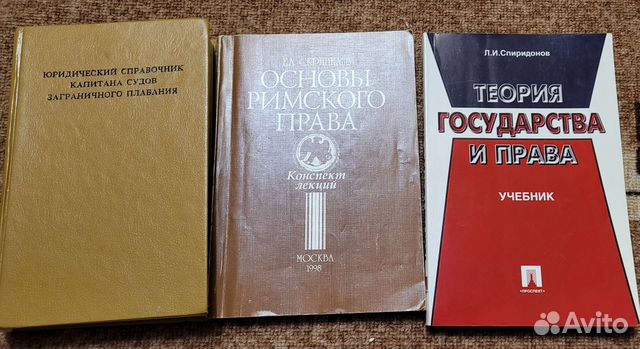 ЮРИДИЧЕСКИЙ СПРАВОЧНИК
КАПИТАНА СУДОВ
ЗАГРАНИЧНОГО ПЛАВАНИЯ
ОСНОВЫ
РИМСКОГО
ПРАВА
Конспект
лекций
МОСКВА
1998
Л.И.Спиридонов
ТЕОРИЯ
ГОСУДАРСТВА
И ПРАВА
УЧЕБНИК
•ПРОСПЕКТ•
Avito